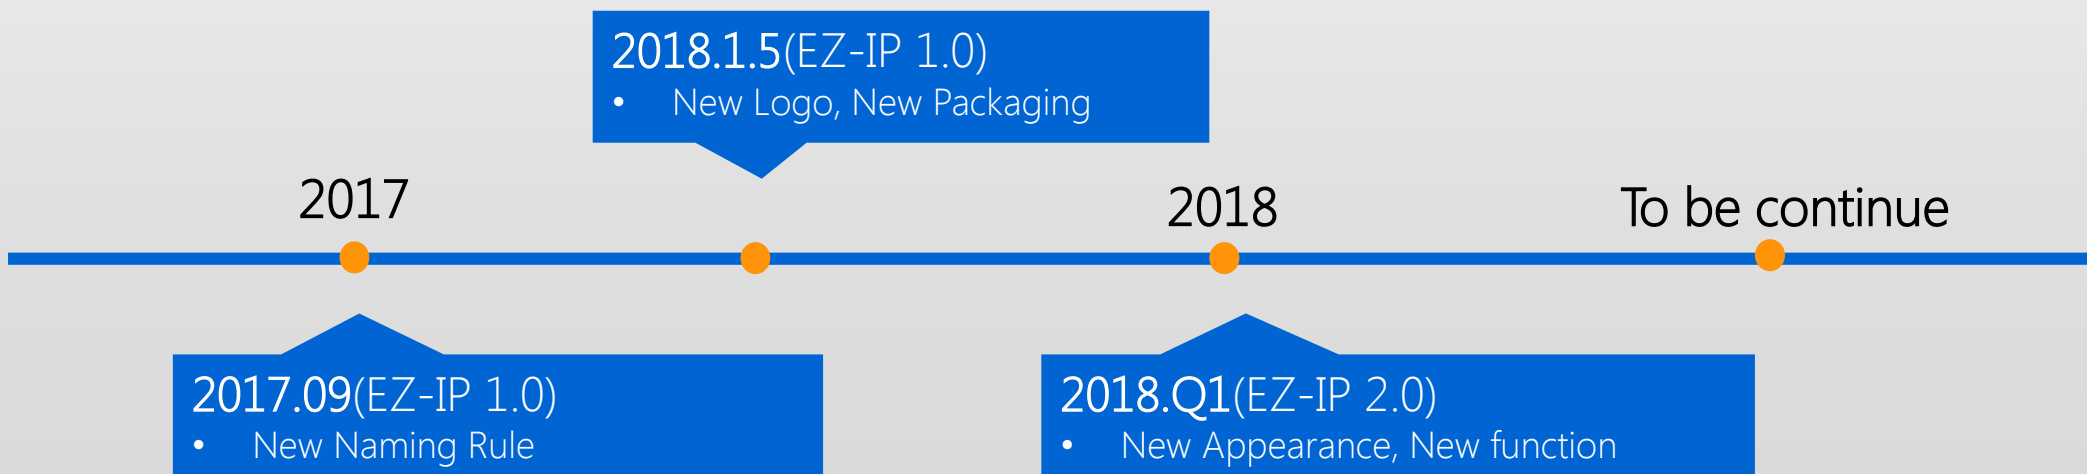 2018.1.5(EZ-IP 1.0)
• New Logo, New Packaging
2017
2018
To be continue
2017.09(EZ-IP 1.0)
• New Naming Rule
2018.Q1(EZ-IP 2.0)
• New Appearance, New function